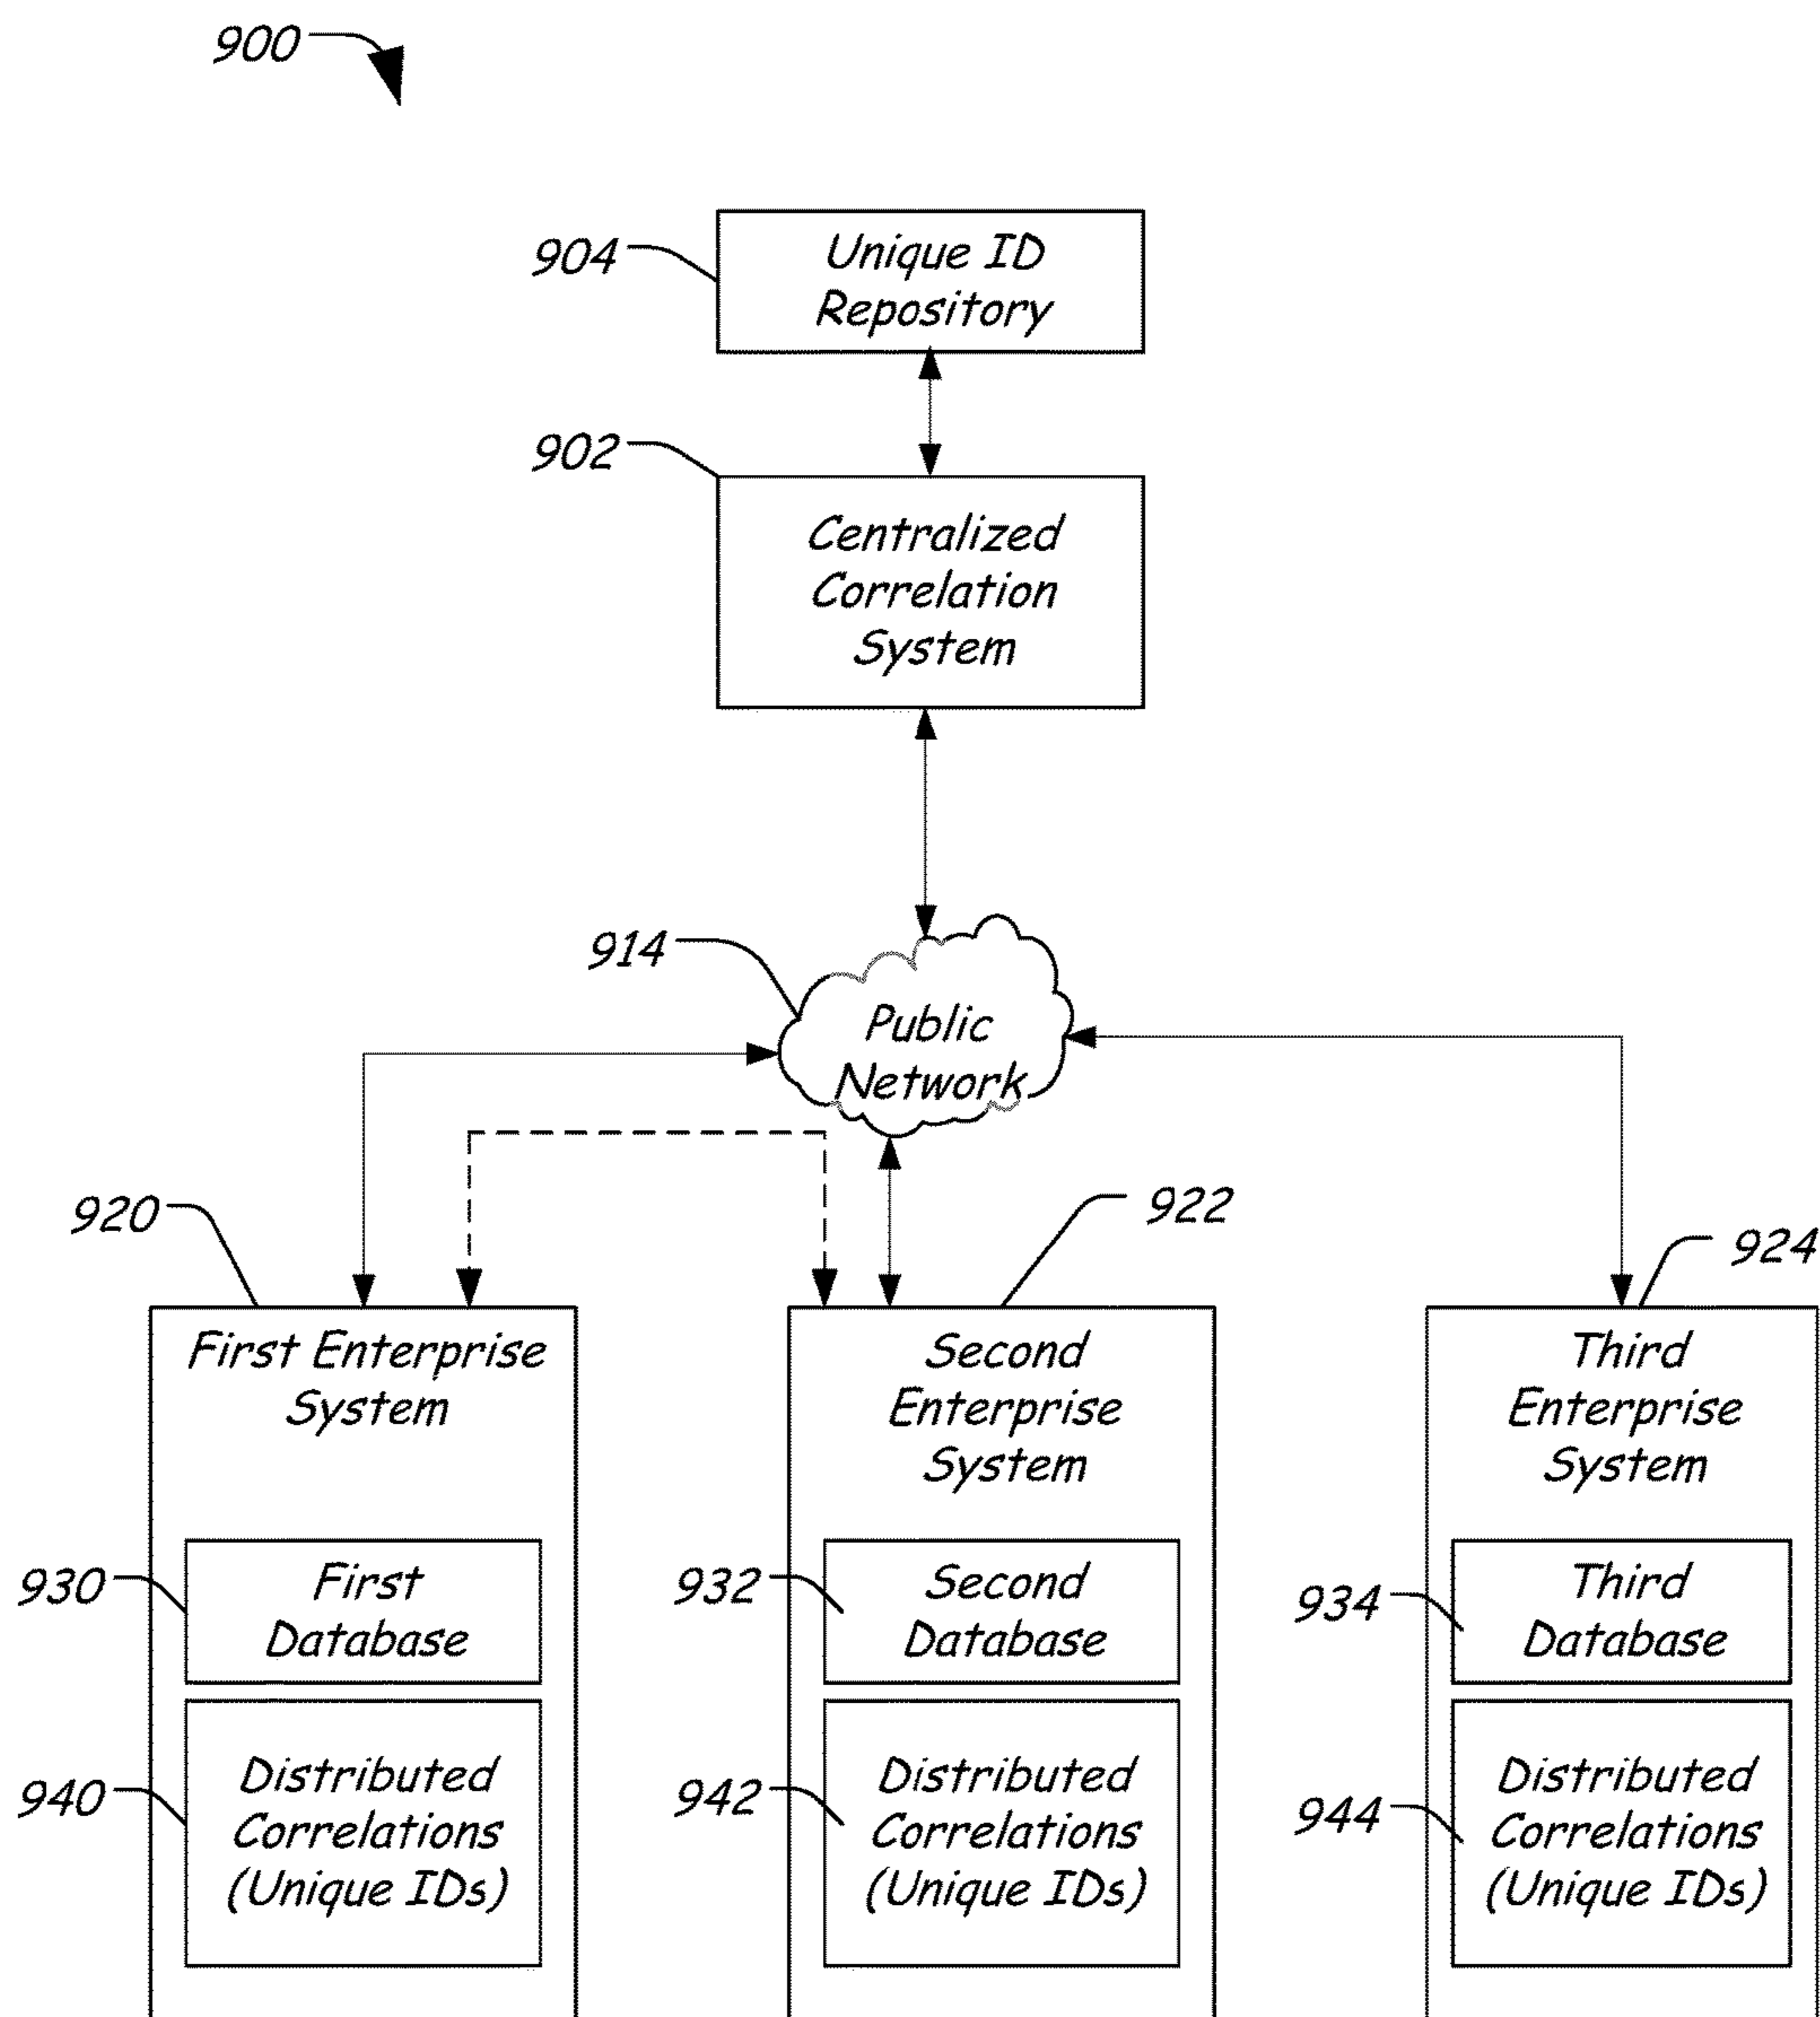 900
904
Unique ID
Repository
902
Centralized
Correlation
System
914
Public
Network
920
922
924
First Enterprise
System
Second
Enterprise
System
Third
Enterprise
System
930
First
Database
932
Second
Database
934
Third
Database
940
Distributed
Correlations
(Unique IDs)
942
Distributed
Correlations
(Unique IDs)
944
Distributed
Correlations
(Unique IDs)